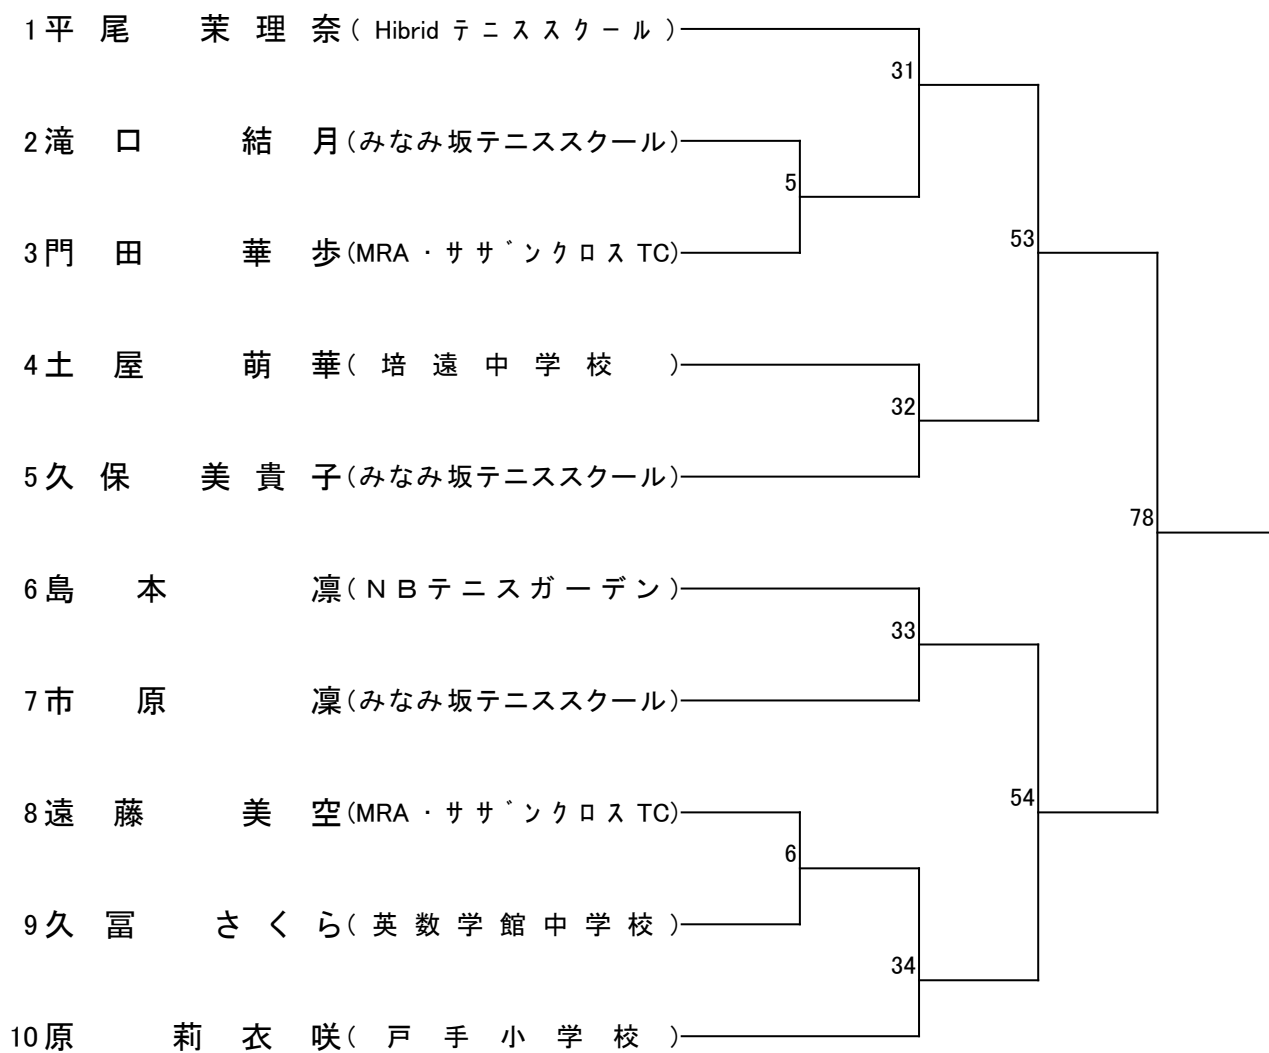 1 平尾 茉理奈 ( Hibrid テニススクール )
31
2 滝口 結月 (みなみ坂テニススクール)
5
3 門田 華歩 (MRA・サザンクロスTC)
53
4 土屋 萌華 ( 培遠中学校 )
32
5 久保 美貴子 (みなみ坂テニススクール)
78
6 島本 凛 (NBテニスガーデン)
33
7 市原 凜 (みなみ坂テニススクール)
54
8 遠藤 美空 (MRA・サザンクロスTC)
6
9 久冨 さくら ( 英数学館中学校 )
34
10 原 莉衣咲 ( 戸手小学校 )